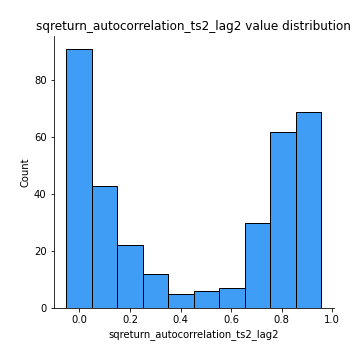 sqreturn_autocorrelation_ts2_lag2 value distribution
80
60
40
20
0
Count
0.0 0.2 0.4 0.6 0.8 1.0
sqreturn_autocorrelation_ts2_lag2